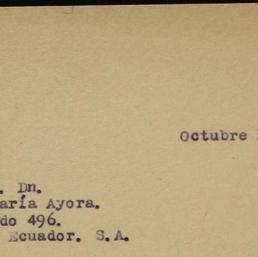 Octubre
. Dn.
aría Ayora.
do 496.
Ecuador. S.A.